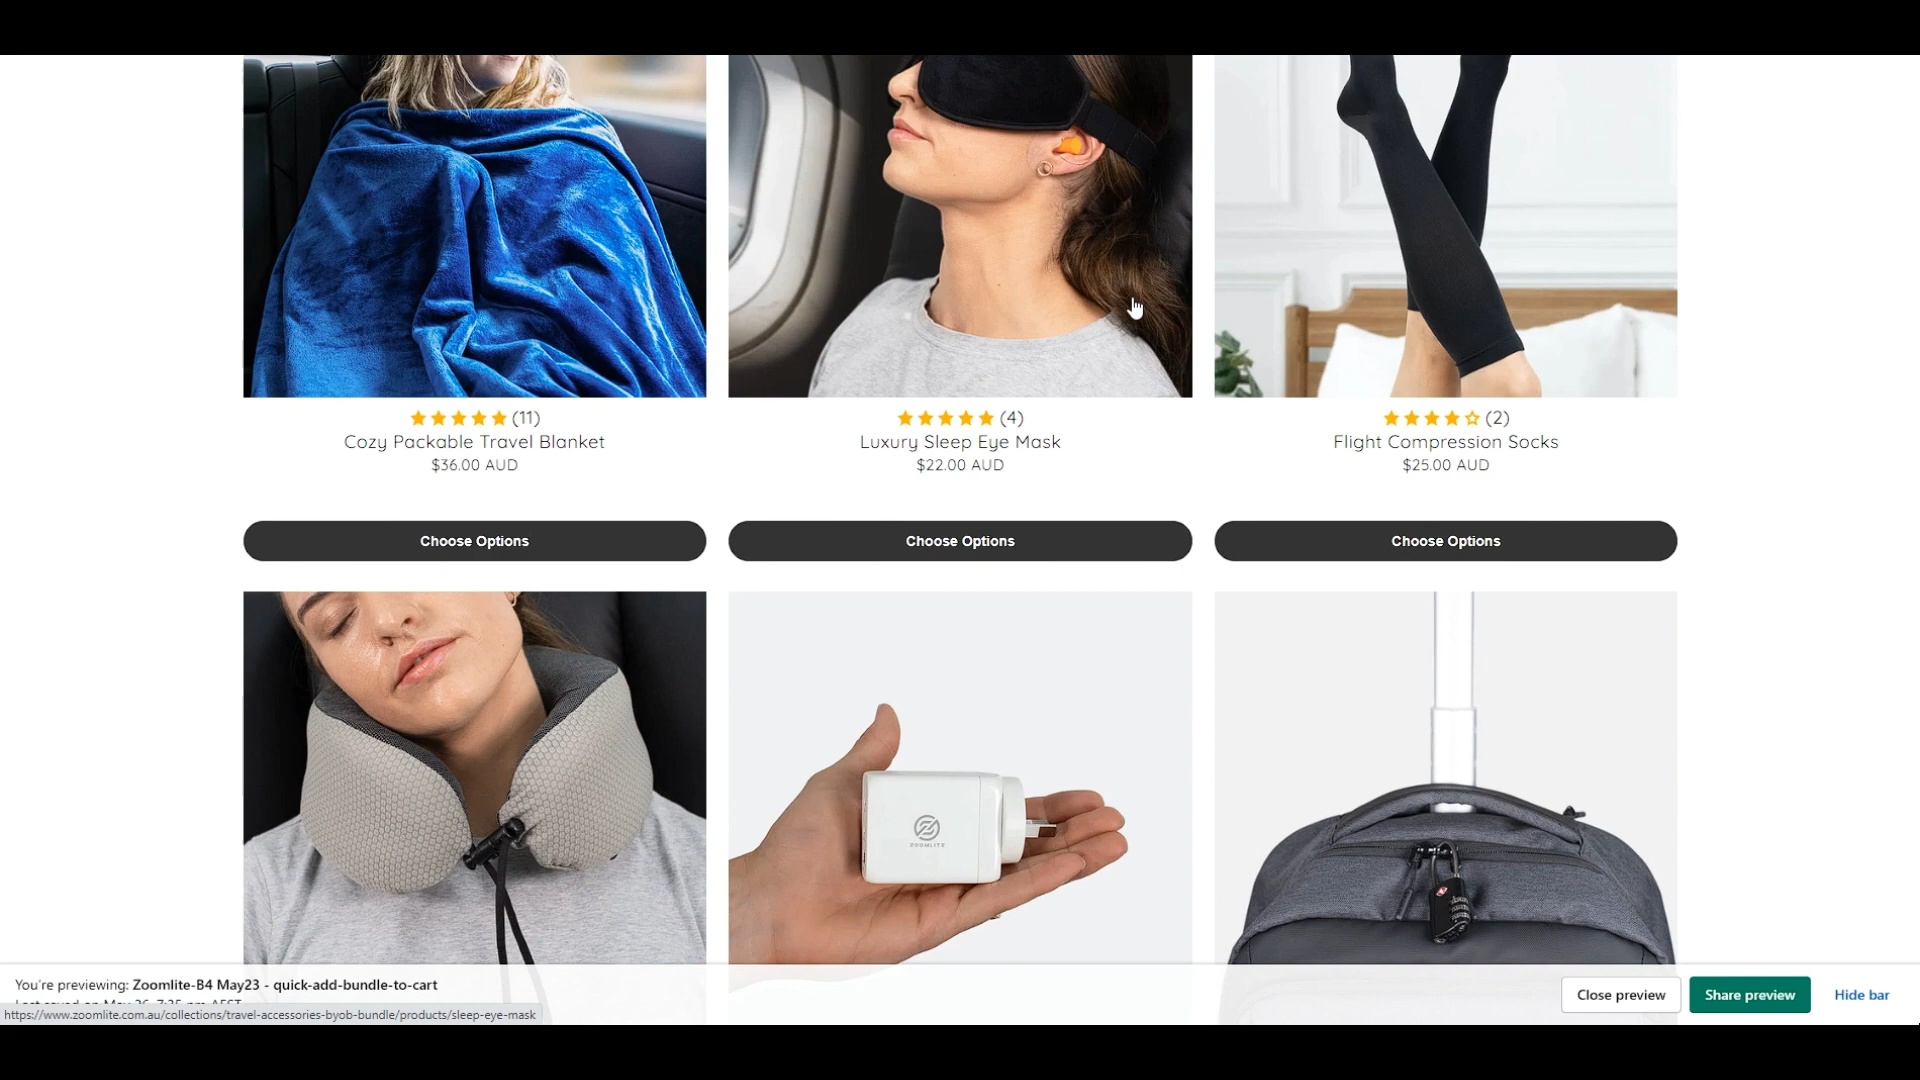 ★★★★★ (11)
Cozy Packable Travel Blanket
$36.00 AUD
Choose Options
★★★★★ (4)
Luxury Sleep Eye Mask
$22.00 AUD
Choose Options
★★★★☆ (2)
Flight Compression Socks
$25.00 AUD
Choose Options
ZOOMLITE
You're previewing: Zoomlite-B4 May23 - quick-add-bundle-to-cart
https://www.zoomlite.com.au/collections/travel-accessories-byob-bundle/products/sleep-eye-mask
Close preview
Share preview
Hide bar